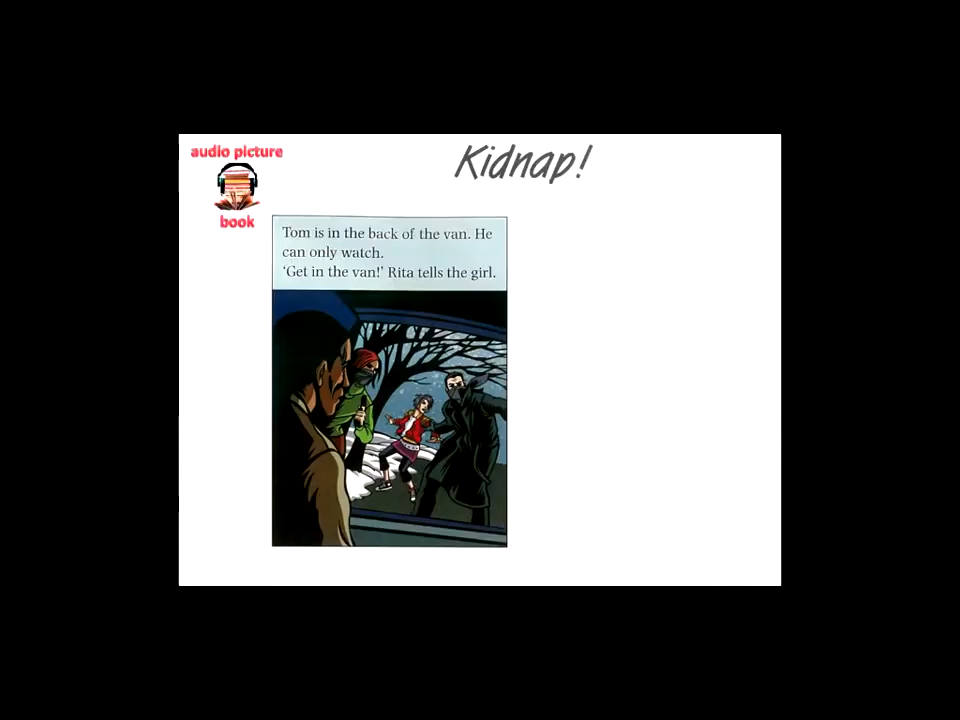 audio picture
book
Kidnap!
Tom is in the back of the van. He
can only watch.
‘Get in the van!’ Rita tells the girl.